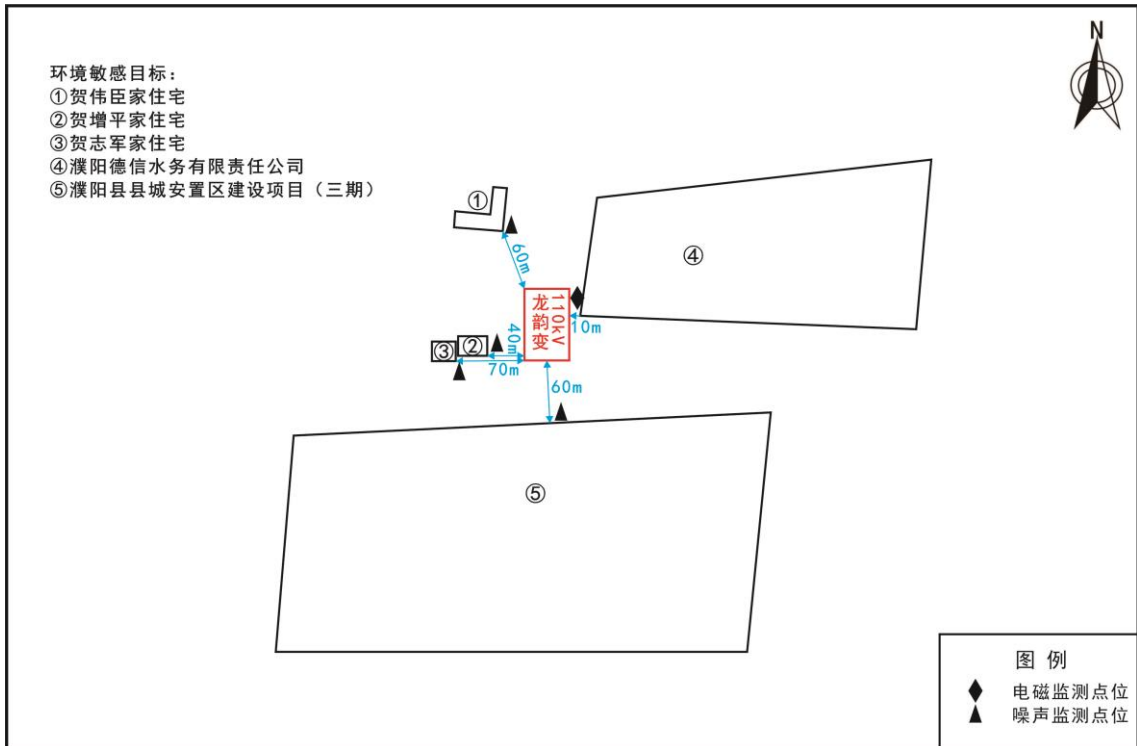 N
环境敏感目标：
①贺伟臣家住宅
②贺增平家住宅
③贺志军家住宅
④濮阳德信水务有限责任公司
⑤濮阳县县城安置区建设项目（三期）
①
60m
④
110kV
龙韵变
10m
40m
③
②
70m
60m
⑤
图 例
电磁监测点位
噪声监测点位